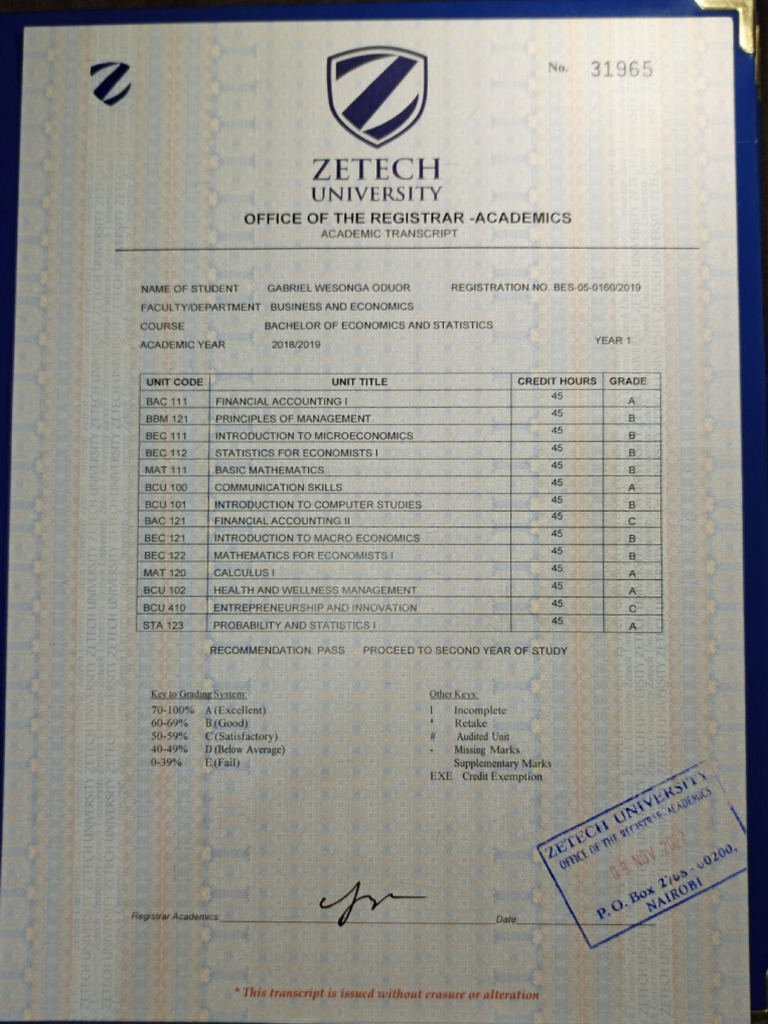 No. 31965
ZETECH
UNIVERSITY
OFFICE OF THE REGISTRAR -ACADEMICS
ACADEMIC TRANSCRIPT
NAME OF STUDENT GABRIEL WESONGA ODUOR REGISTRATION NO. BES-05-0160/2019
FACULTY/DEPARTMENT BUSINESS AND ECONOMICS
COURSE BACHELOR OF ECONOMICS AND STATISTICS
ACADEMIC YEAR 2018/2019 YEAR 1
UNIT CODE UNIT TITLE CREDIT HOURS GRADE
BAC 111 FINANCIAL ACCOUNTING I 45 A
BBM 121 PRINCIPLES OF MANAGEMENT 45 B
BEC 111 INTRODUCTION TO MICROECONOMICS 45 B
BEC 112 STATISTICS FOR ECONOMISTS I 45 B
MAT 111 BASIC MATHEMATICS 45 B
BCU 100 COMMUNICATION SKILLS 45 A
BCU 101 INTRODUCTION TO COMPUTER STUDIES 45 B
BAC 121 FINANCIAL ACCOUNTING II 45 C
BEC 121 INTRODUCTION TO MACRO ECONOMICS 45 B
BEC 122 MATHEMATICS FOR ECONOMISTS I 45 B
MAT 120 CALCULUS I 45 A
BCU 102 HEALTH AND WELLNESS MANAGEMENT 45 A
BCU 410 ENTREPRENEURSHIP AND INNOVATION 45 C
STA 123 PROBABILITY AND STATISTICS I 45 A
RECOMMENDATION: PASS PROCEED TO SECOND YEAR OF STUDY
Key to Grading System:
70-100% A (Excellent)
60-69% B (Good)
50-59% C (Satisfactory)
40-49% D (Below Average)
0-39% E (Fail)
Other Keys:
I Incomplete
* Retake
# Audited Unit
- Missing Marks
Supplementary Marks
EXE Credit Exemption
ZETECH UNIVERSITY
OFFICE OF THE REGISTRAR-ACADEMICS
09 NOV
P. O. Box 2768 - 00200,
NAIROBI
Registrar Academics Date
* This transcript is issued without erasure or alteration